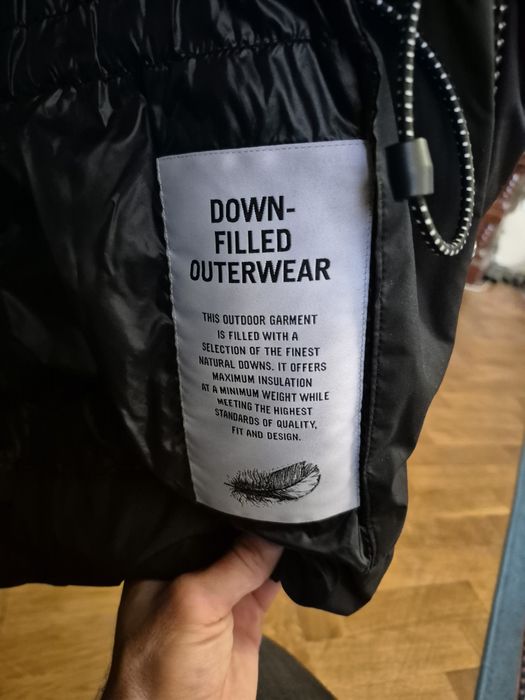 DOWN-
FILLED
OUTERWEAR
THIS OUTDOOR GARMENT
IS FILLED WITH A
SELECTION OF THE FINEST
NATURAL DOWNS. IT OFFERS
MAXIMUM INSULATION
AT A MINIMUM WEIGHT WHILE
MEETING THE HIGHEST
STANDARDS OF QUALITY,
FIT AND DESIGN.